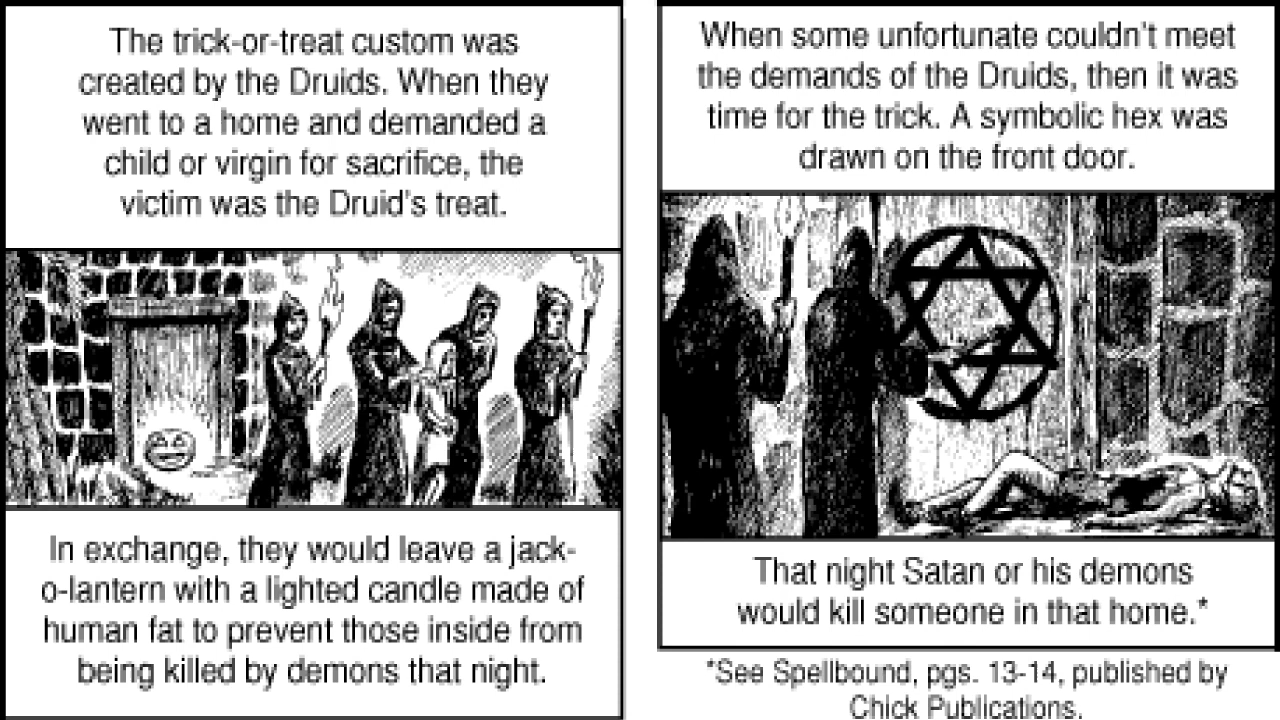 The trick-or-treat custom was
created by the Druids. When they
went to a home and demanded a
child or virgin for sacrifice, the
victim was the Druid's treat.
In exchange, they would leave a jack-
o-lantern with a lighted candle made of
human fat to prevent those inside from
being killed by demons that night.
When some unfortunate couldn't meet
the demands of the Druids, then it was
time for the trick. A symbolic hex was
drawn on the front door.
That night Satan or his demons
would kill someone in that home.*
*See Spellbound, pgs. 13-14, published by
Chick Publications.